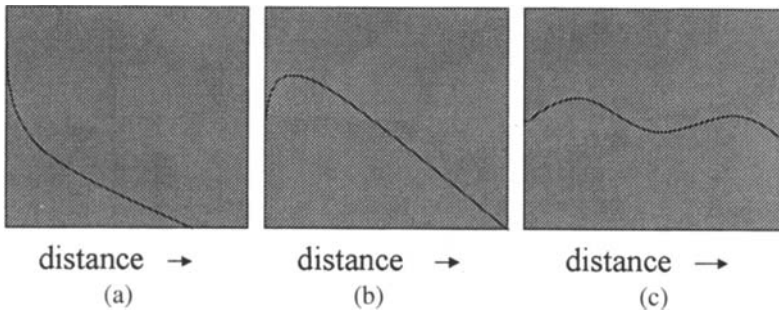 distance →
(a)
distance →
(b)
distance →
(c)